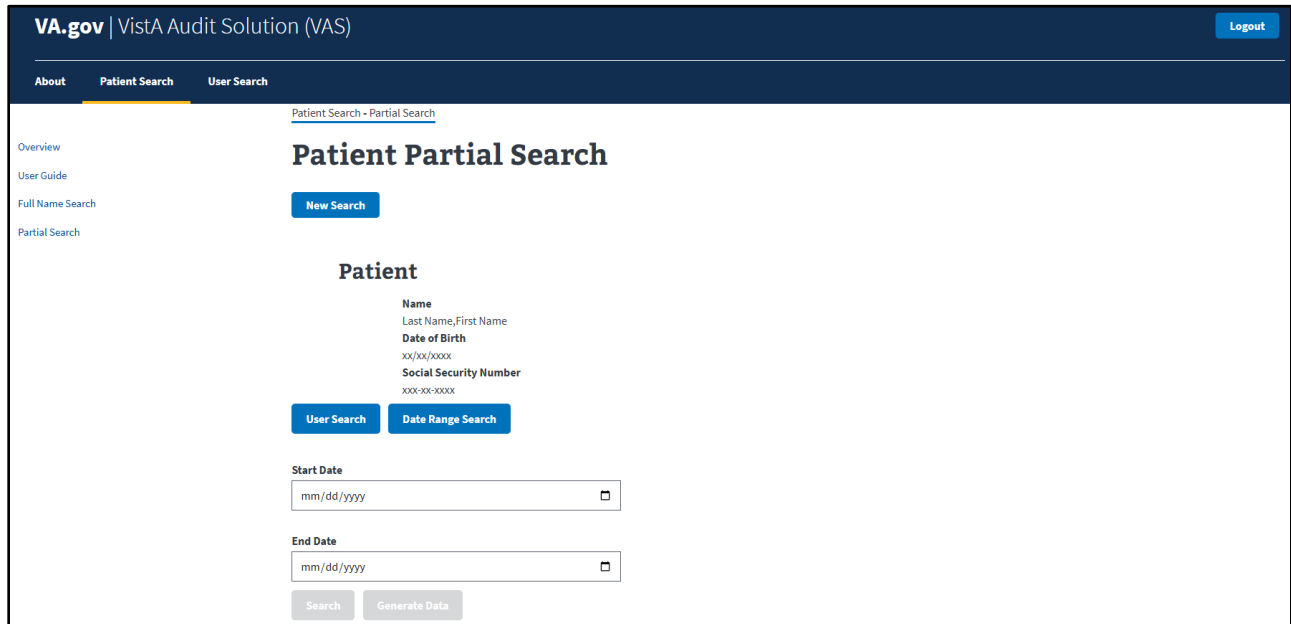 VA.gov | VistA Audit Solution (VAS)
Logout
About Patient Search User Search
Patient Search - Partial Search
Overview
User Guide
Full Name Search
Partial Search
Patient Partial Search
New Search
Patient
Name
Last Name,First Name
Date of Birth
xx/xx/xxxx
Social Security Number
xxx-xx-xxxx
User Search Date Range Search
Start Date
mm/dd/yyyy
End Date
mm/dd/yyyy
Search Generate Data